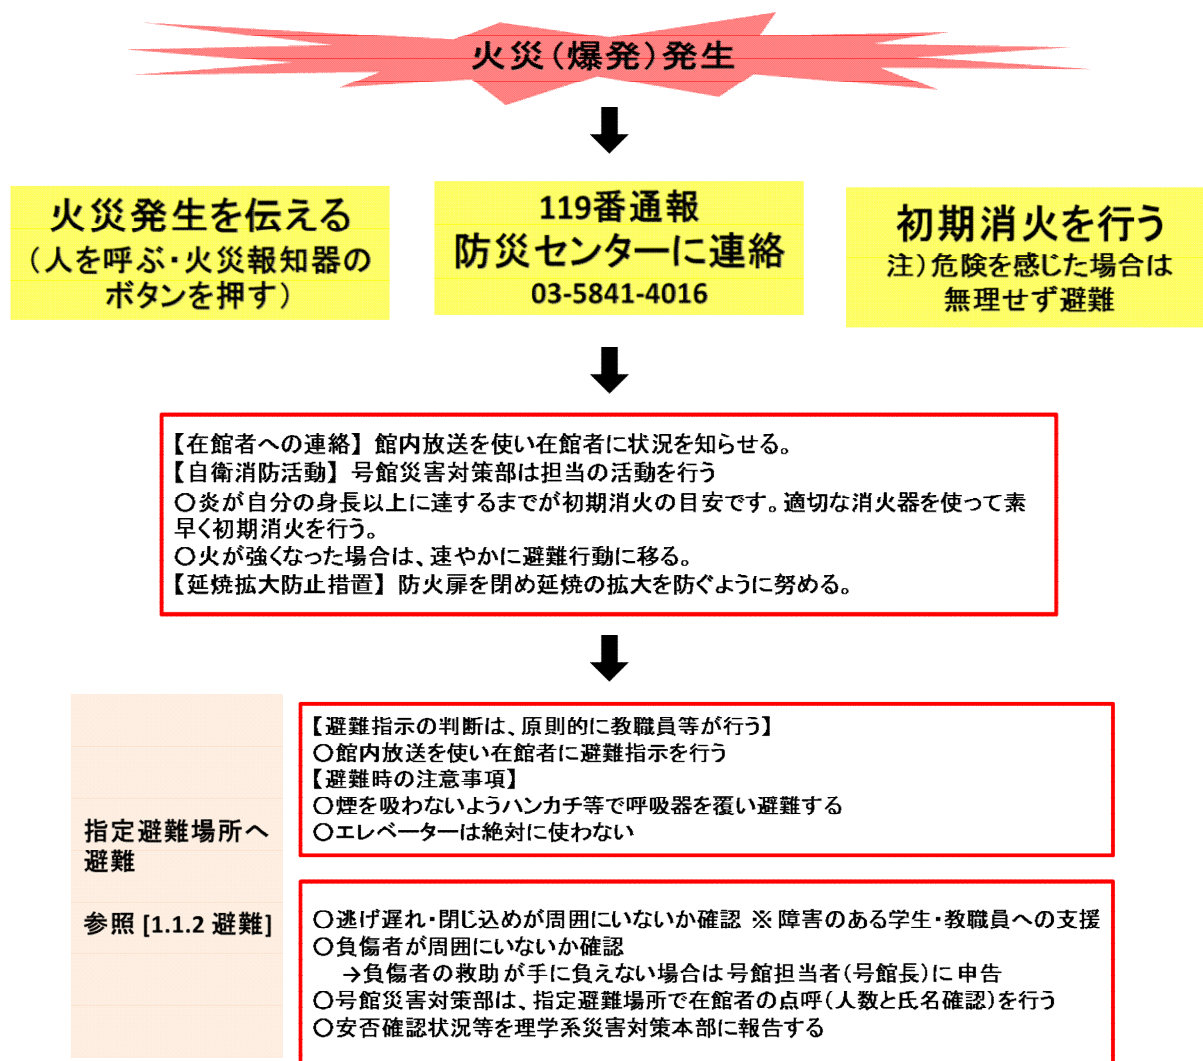 火災(爆発)発生
火災発生を伝える
(人を呼ぶ・火災報知器の
ボタンを押す)
119番通報
防災センターに連絡
03-5841-4016
初期消火を行う
注)危険を感じた場合は
無理せず避難
【在館者への連絡】 館内放送を使い在館者に状況を知らせる。
【自衛消防活動】 号館災害対策部は担当の活動を行う
○炎が自分の身長以上に達するまでが初期消火の目安です。適切な消火器を使って素
早く初期消火を行う。
○火が強くなった場合は、速やかに避難行動に移る。
【延焼拡大防止措置】 防火扉を閉め延焼の拡大を防ぐように努める。
指定避難場所へ
避難
参照 [1.1.2 避難]
【避難指示の判断は、原則的に教職員等が行う】
○館内放送を使い在館者に避難指示を行う
【避難時の注意事項】
○煙を吸わないようハンカチ等で呼吸器を覆い避難する
○エレベーターは絶対に使わない
○逃げ遅れ・閉じ込めが周囲にいないか確認 ※障害のある学生・教職員への支援
○負傷者が周囲にいないか確認
→負傷者の救助が手に負えない場合は号館担当者(号館長)に申告
○号館災害対策部は、指定避難場所で在館者の点呼(人数と氏名確認)を行う
○安否確認状況等を理学系災害対策本部に報告する